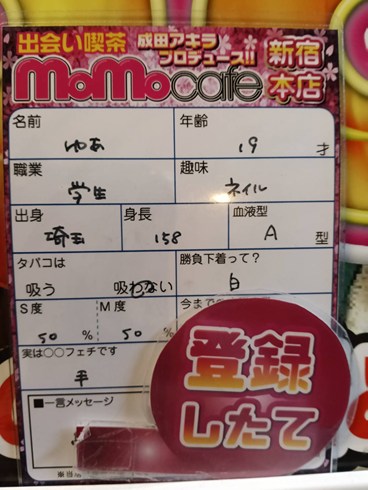 出会い喫茶 成田アキラ プロデュース!!
MoMocafe 新宿本店
名前 年齢
ゆあ 19 才
職業 趣味
学生 ネイル
出身 身長 血液型
埼玉 158 A 型
タバコは 勝負下着って?
吸う 吸わない 白
S度 M度 今まで
50 % 50 %
実は○○フェチです
手
登録
したて
■一言メッセージ